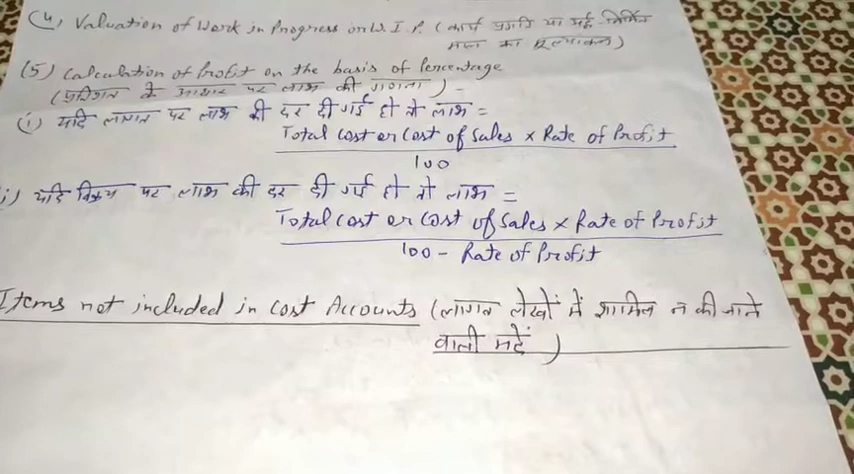 (4) Valuation of Work in Progress or W.I.P. (कार्य प्रगति या अर्द्ध निर्मित
माल का मूल्यांकन)
(5) Calculation of Profit on the basis of Percentage
(प्रतिशत के आधार पर लाभ की गणना) -
(i) यदि लागत पर लाभ की दर दी गई हो तो लाभ =
Total Cost or Cost of Sales × Rate of Profit
100
i) यदि विक्रय पर लाभ की दर दी गई हो तो लाभ =
Total Cost or Cost of Sales × Rate of Profit
100 - Rate of Profit
Items not included in Cost Accounts (लागत लेखों में शामिल न की जाने
वाली मदें)